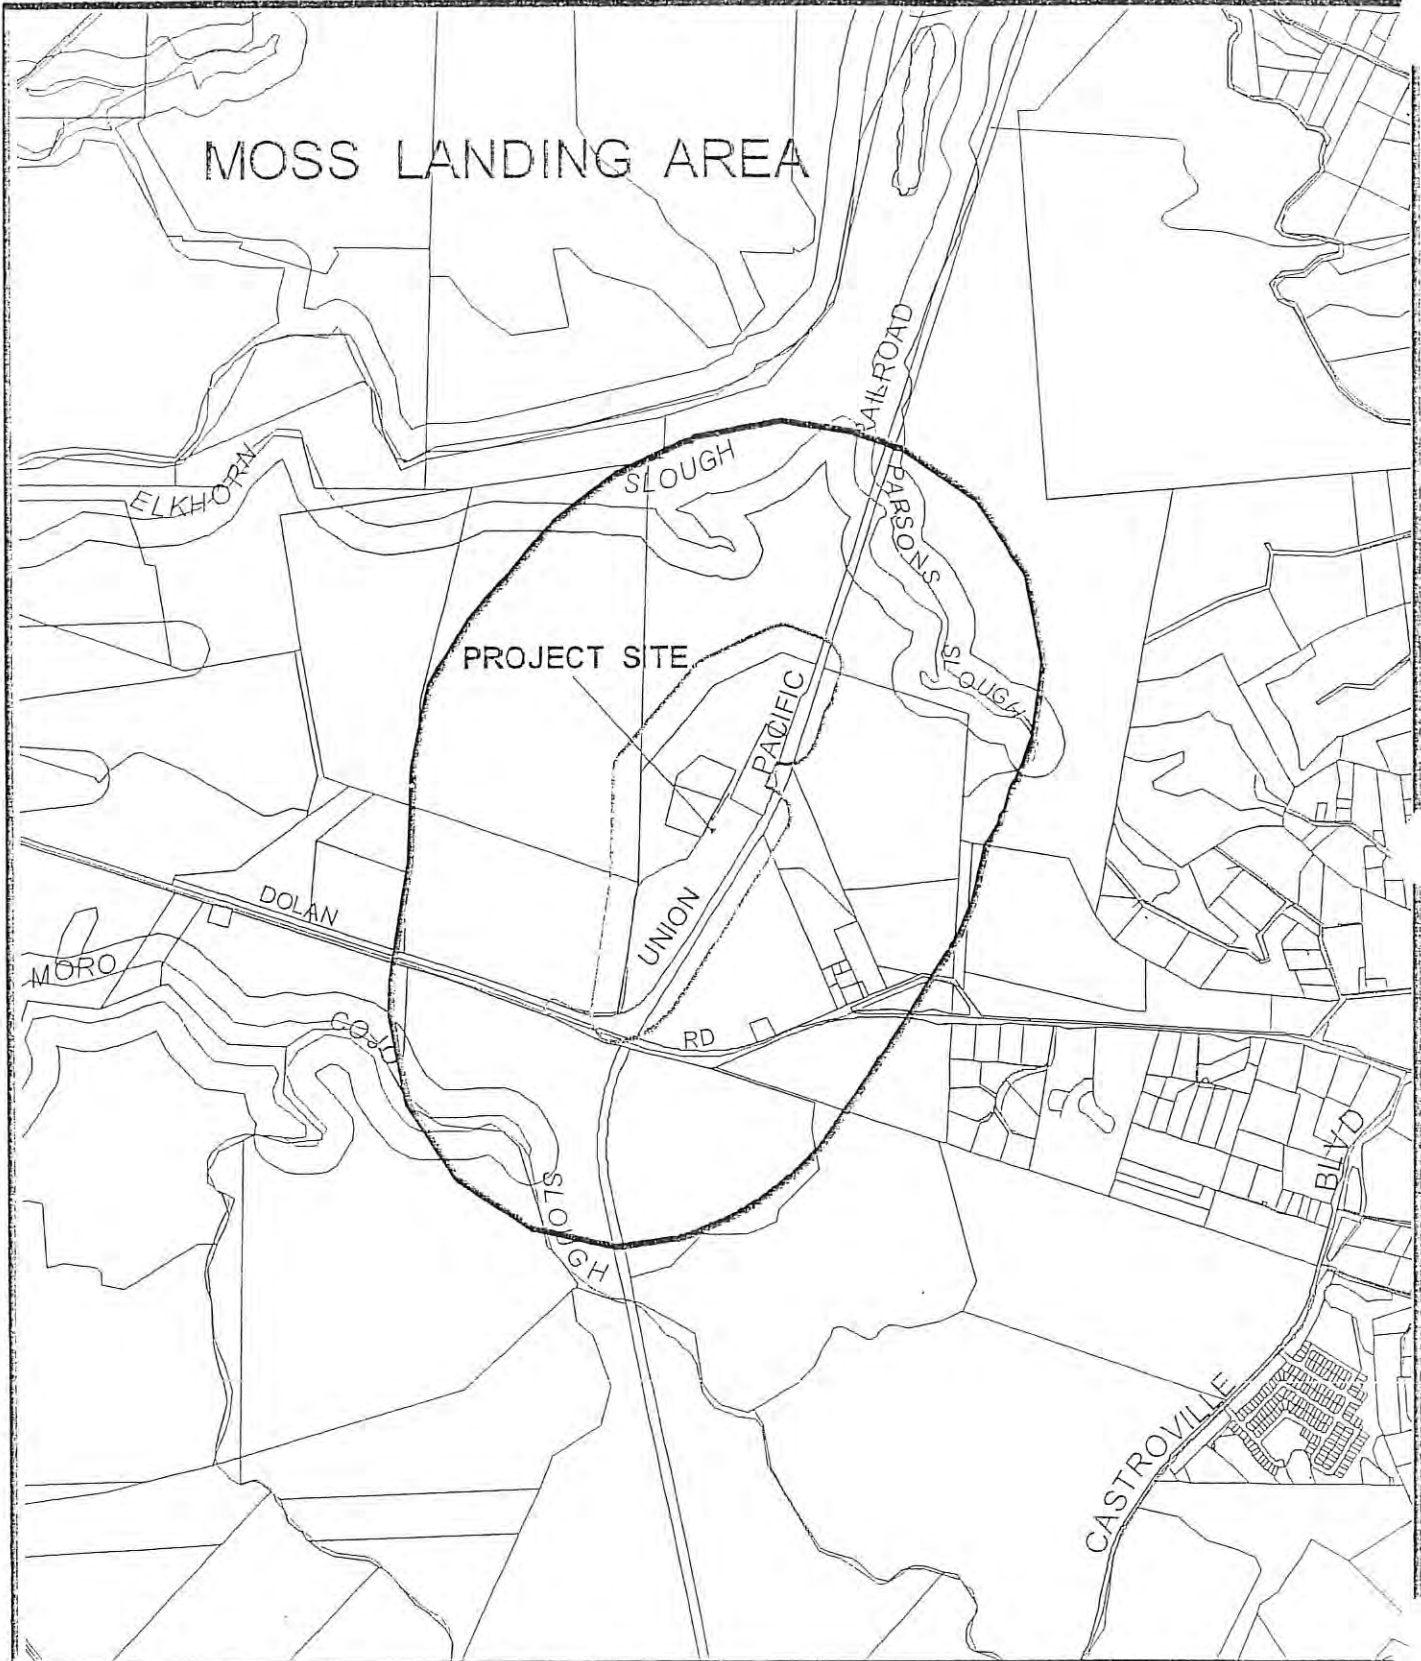 MOSS LANDING AREA
RAILROAD
ELKHORN
SLOUGH
PARSONS
SLOUGH
PROJECT SITE
PACIFIC
UNION
DOLAN
RD
MORO
COJO
SLOUGH
BLVD
CASTROVILLE